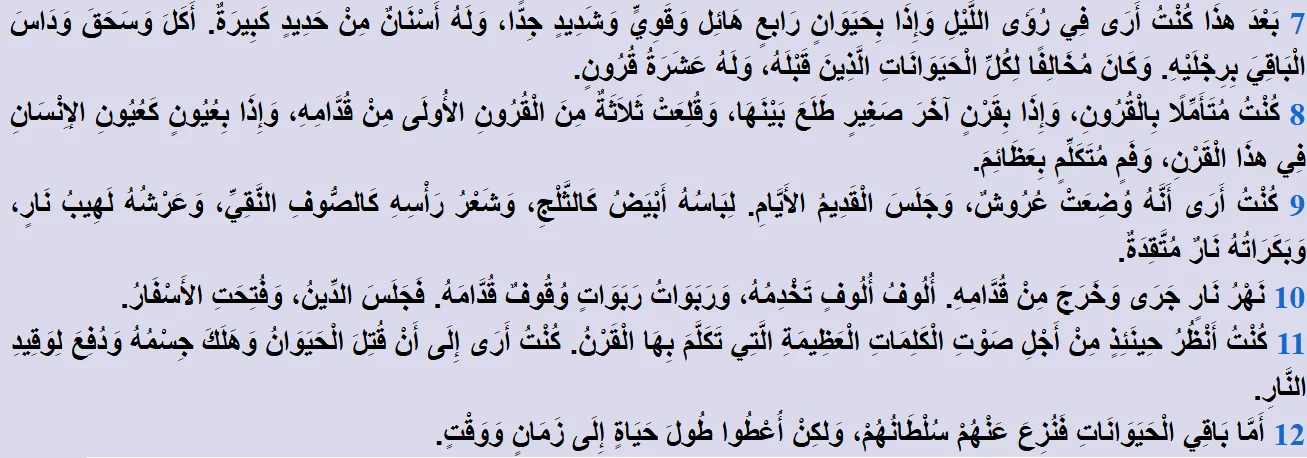 7 بَعْدَ هذَا كُنْتُ أَرَى فِي رُؤَى اللَّيْلِ وَإِذَا بِحَيَوَانٍ رَابعٍ هَائِل وَقَوِيٍّ وَشَدِيدٍ جِدًّا، وَلَهُ أَسْنَانٌ مِنْ حَدِيدٍ كَبِيرَةٌ. أَكَلَ وَسَحَقَ وَدَاسَ
الْبَاقِيَ بِرِجْلَيْهِ. وَكَانَ مُخَالِفًا لِكُلِّ الْحَيَوَانَاتِ الَّذِينَ قَبْلَهُ، وَلَهُ عَشَرَةُ قُرُونٍ.
8 كُنْتُ مُتَأَمِّلًا بِالْقُرُونِ، وَإِذَا بِقَرْنٍ آخَرَ صَغِيرٍ طَلَعَ بَيْنَهَا، وَقُلِعَتْ ثَلاَثَةٌ مِنَ الْقُرُونِ الأُولَى مِنْ قُدَّامِهِ، وَإِذَا بِعُيُونٍ كَعُيُونِ الإِنْسَانِ
فِي هذَا الْقَرْنِ، وَفَمٍ مُتَكَلِّمٍ بِعَظَائِمَ.
9 كُنْتُ أَرَى أَنَّهُ وُضِعَتْ عُرُوشٌ، وَجَلَسَ الْقَدِيمُ الأَيَّامِ. لِبَاسُهُ أَبْيَضُ كَالثَّلْجِ، وَشَعْرُ رَأْسِهِ كَالصُّوفِ النَّقِيِّ، وَعَرْشُهُ لَهِيبُ نَارٍ،
وَبَكَرَاتُهُ نَارٌ مُتَّقِدَةٌ.
10 نَهْرُ نَارٍ جَرَى وَخَرَجَ مِنْ قُدَّامِهِ. أُلُوفُ أُلُوفٍ تَخْدِمُهُ، وَرَبَوَاتُ رَبَوَاتٍ وُقُوفٌ قُدَّامَهُ. فَجَلَسَ الدِّينُ، وَفُتِحَتِ الأَسْفَارُ.
11 كُنْتُ أَنْظُرُ حِينَئِذٍ مِنْ أَجْلِ صَوْتِ الْكَلِمَاتِ الْعَظِيمَةِ الَّتِي تَكَلَّمَ بِهَا الْقَرْنُ. كُنْتُ أَرَى إِلَى أَنْ قُتِلَ الْحَيَوَانُ وَهَلَكَ جِسْمُهُ وَدُفِعَ لِوَقِيدِ
النَّارِ.
12 أَمَّا بَاقِي الْحَيَوَانَاتِ فَنُزِعَ عَنْهُمْ سُلْطَانُهُمْ، وَلكِنْ أُعْطُوا طُولَ حَيَاةٍ إِلَى زَمَانٍ وَوَقْتٍ.